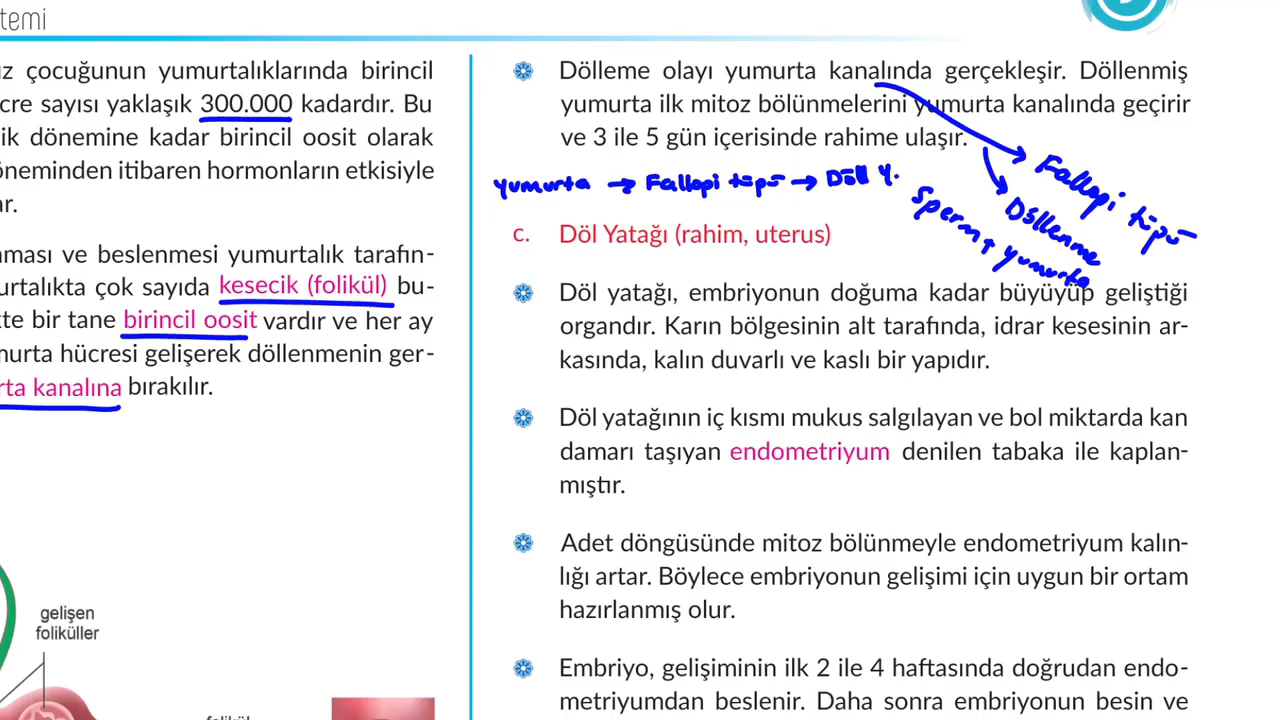 temi
ız çocuğunun yumurtalıklarında birincil
cre sayısı yaklaşık 300.000 kadardır. Bu
ik dönemine kadar birincil oosit olarak
öneminden itibaren hormonların etkisiyle
ar.
ması ve beslenmesi yumurtalık tarafın-
urtalıkta çok sayıda kesecik (folikül) bu-
kte bir tane birincil oosit vardır ve her ay
murta hücresi gelişerek döllenmenin ger-
rta kanalına bırakılır.
gelişen
foliküller
folikül
Dölleme olayı yumurta kanalında gerçekleşir. Döllenmiş
yumurta ilk mitoz bölünmelerini yumurta kanalında geçirir
ve 3 ile 5 gün içerisinde rahime ulaşır.
yumurta → Fallopi tüpü → Döll Y.
Fallopi tüpü
Döllenme
Sperm + yumurta
c. Döl Yatağı (rahim, uterus)
Döl yatağı, embriyonun doğuma kadar büyüyüp geliştiği
organdır. Karın bölgesinin alt tarafında, idrar kesesinin ar-
kasında, kalın duvarlı ve kaslı bir yapıdır.
Döl yatağının iç kısmı mukus salgılayan ve bol miktarda kan
damarı taşıyan endometriyum denilen tabaka ile kaplan-
mıştır.
Adet döngüsünde mitoz bölünmeyle endometriyum kalın-
lığı artar. Böylece embriyonun gelişimi için uygun bir ortam
hazırlanmış olur.
Embriyo, gelişiminin ilk 2 ile 4 haftasında doğrudan endo-
metriyumdan beslenir. Daha sonra embriyonun besin ve